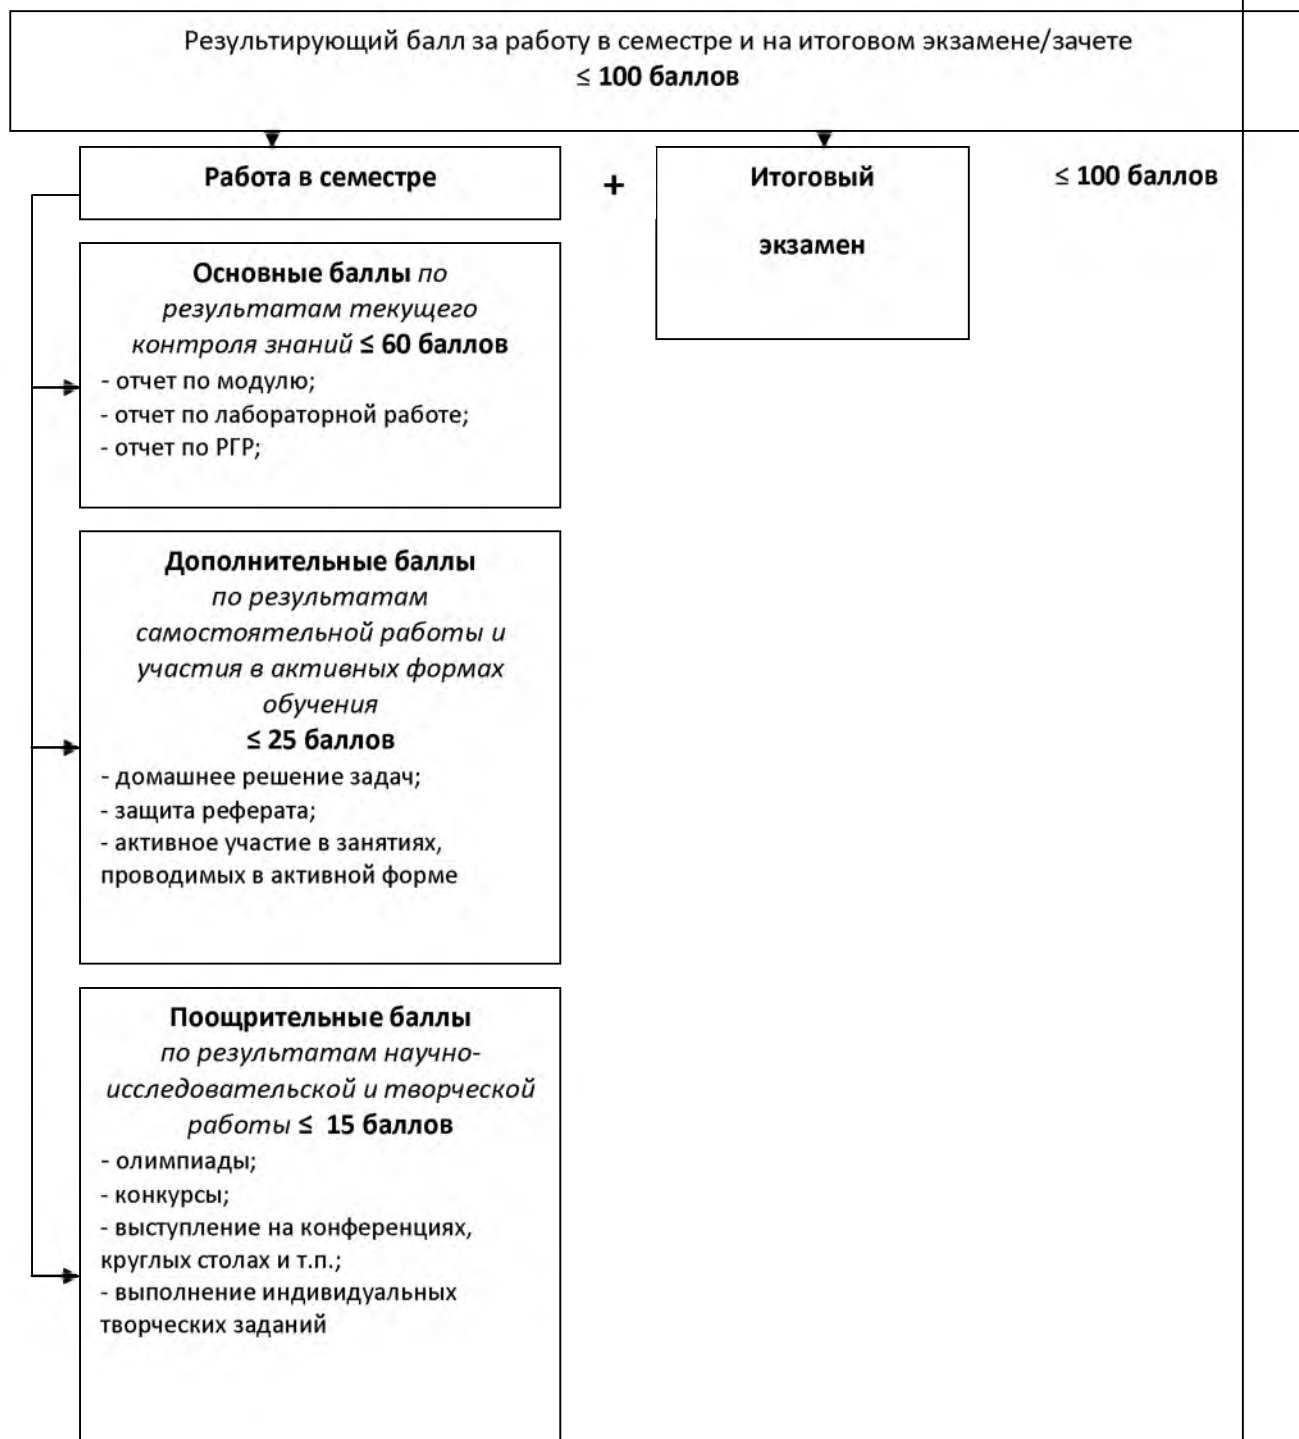 Результирующий балл за работу в семестре и на итоговом экзамене/зачете
≤ 100 баллов
Работа в семестре
+
Итоговый
экзамен
≤ 100 баллов
Основные баллы по
результатам текущего
контроля знаний ≤ 60 баллов
- отчет по модулю;
- отчет по лабораторной работе;
- отчет по РГР;
Дополнительные баллы
по результатам
самостоятельной работы и
участия в активных формах
обучения
≤ 25 баллов
- домашнее решение задач;
- защита реферата;
- активное участие в занятиях,
проводимых в активной форме
Поощрительные баллы
по результатам научно-
исследовательской и творческой
работы ≤ 15 баллов
- олимпиады;
- конкурсы;
- выступление на конференциях,
круглых столах и т.п.;
- выполнение индивидуальных
творческих заданий